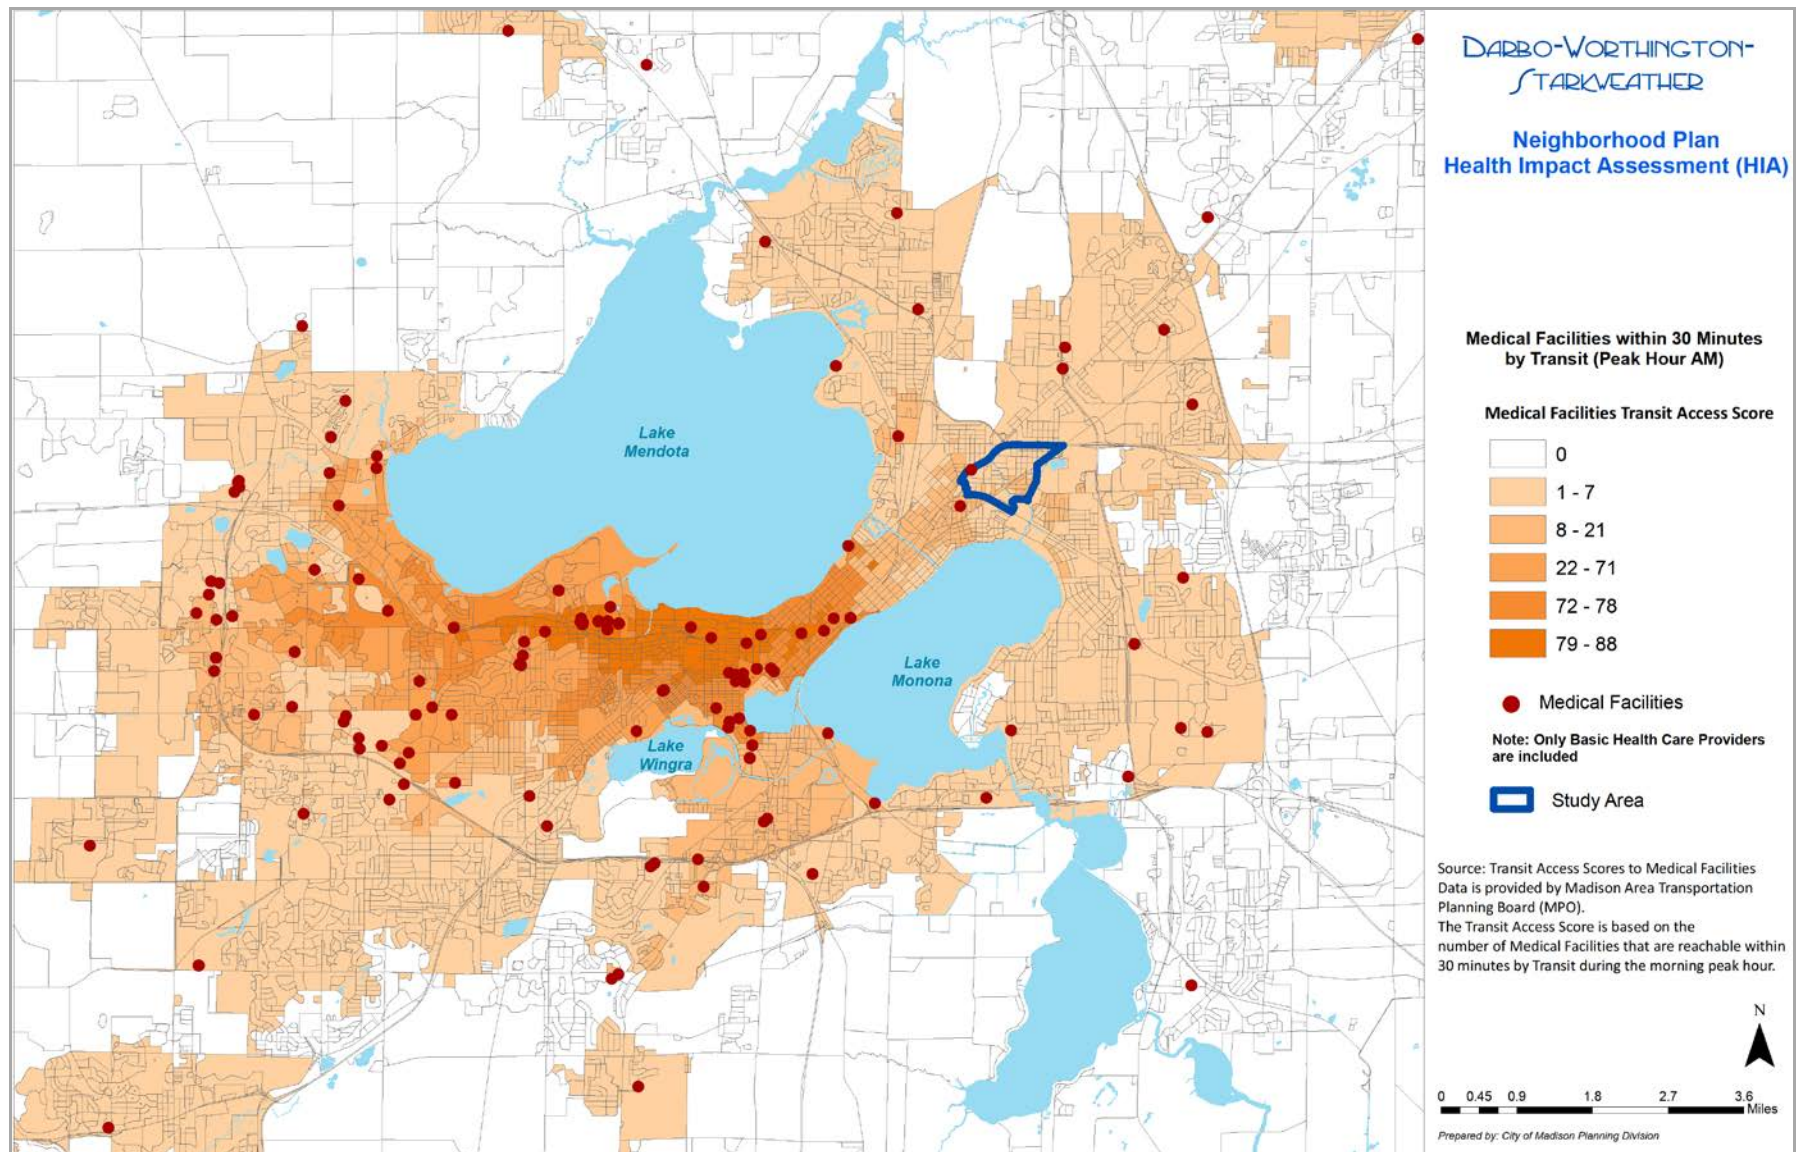 DARBO-WORTHINGTON-
STARKWEATHER
Neighborhood Plan
Health Impact Assessment (HIA)
Medical Facilities within 30 Minutes
by Transit (Peak Hour AM)
Medical Facilities Transit Access Score
0
1 - 7
8 - 21
22 - 71
72 - 78
79 - 88
Medical Facilities
Note: Only Basic Health Care Providers
are included
Study Area
Source: Transit Access Scores to Medical Facilities
Data is provided by Madison Area Transportation
Planning Board (MPO).
The Transit Access Score is based on the
number of Medical Facilities that are reachable within
30 minutes by Transit during the morning peak hour.
N
0 0.45 0.9 1.8 2.7 3.6
Miles
Prepared by: City of Madison Planning Division
Lake
Mendota
Lake
Monona
Lake
Wingra